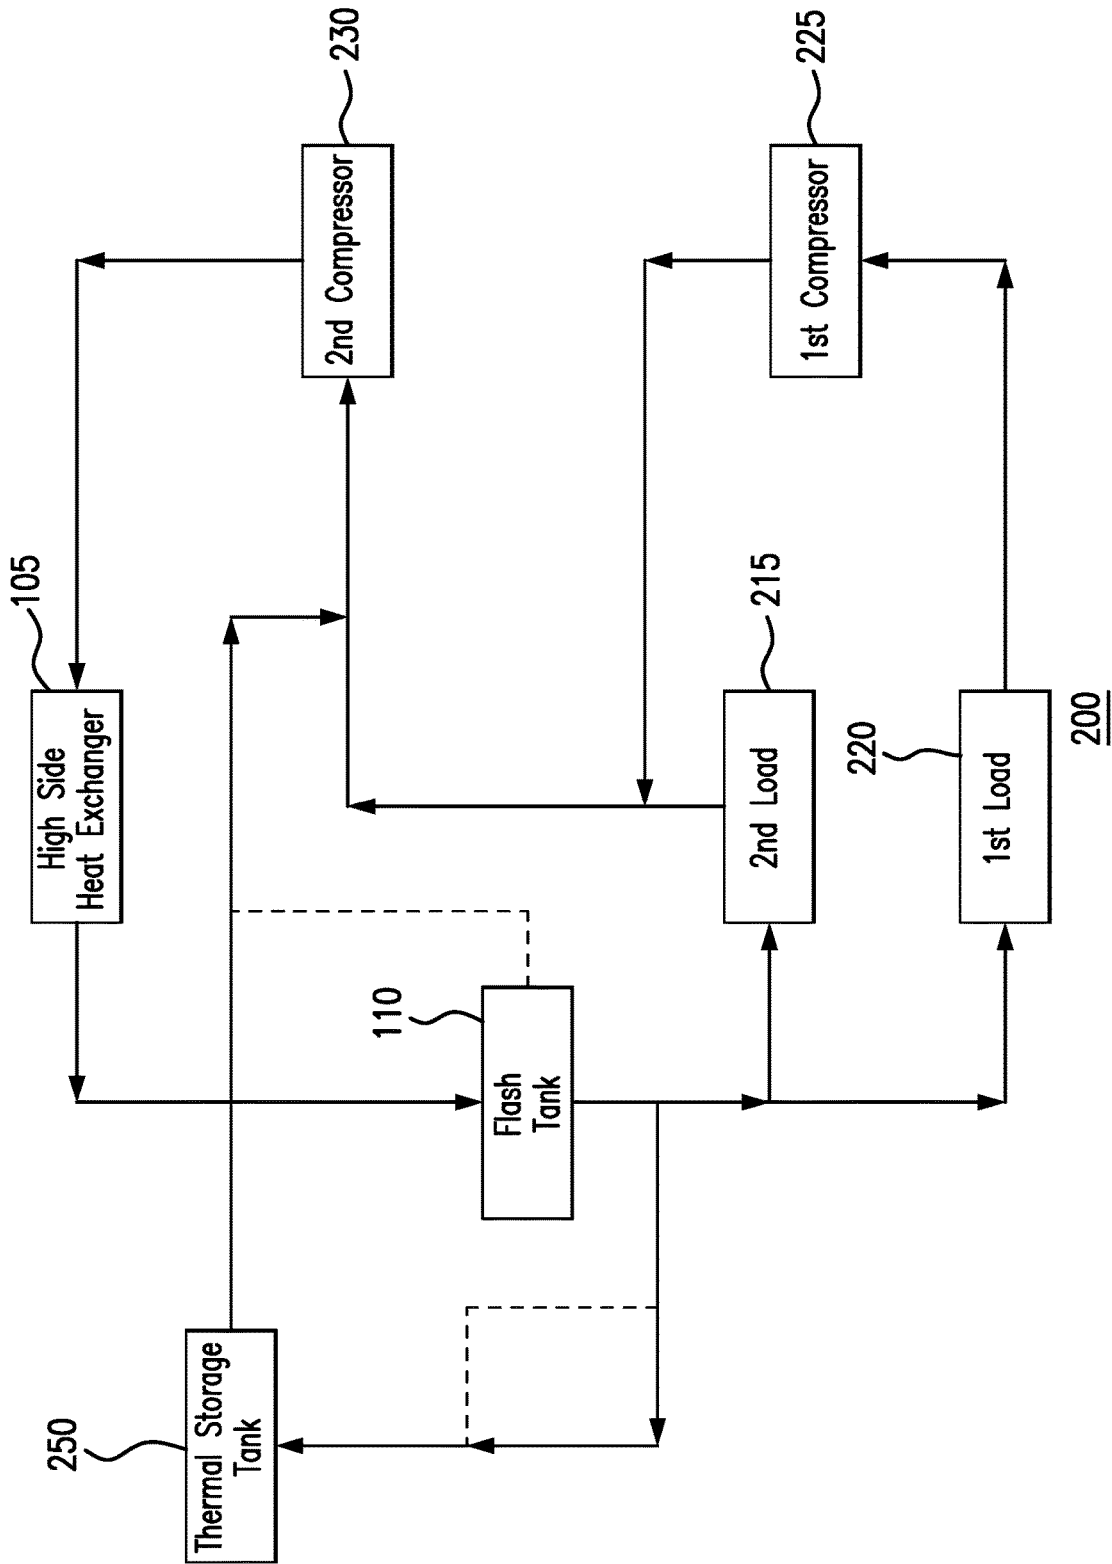 105
High Side
Heat Exchanger
250
Thermal Storage
Tank
230
2nd Compressor
110
Flash
Tank
215
2nd Load
225
1st Compressor
220
1st Load
200